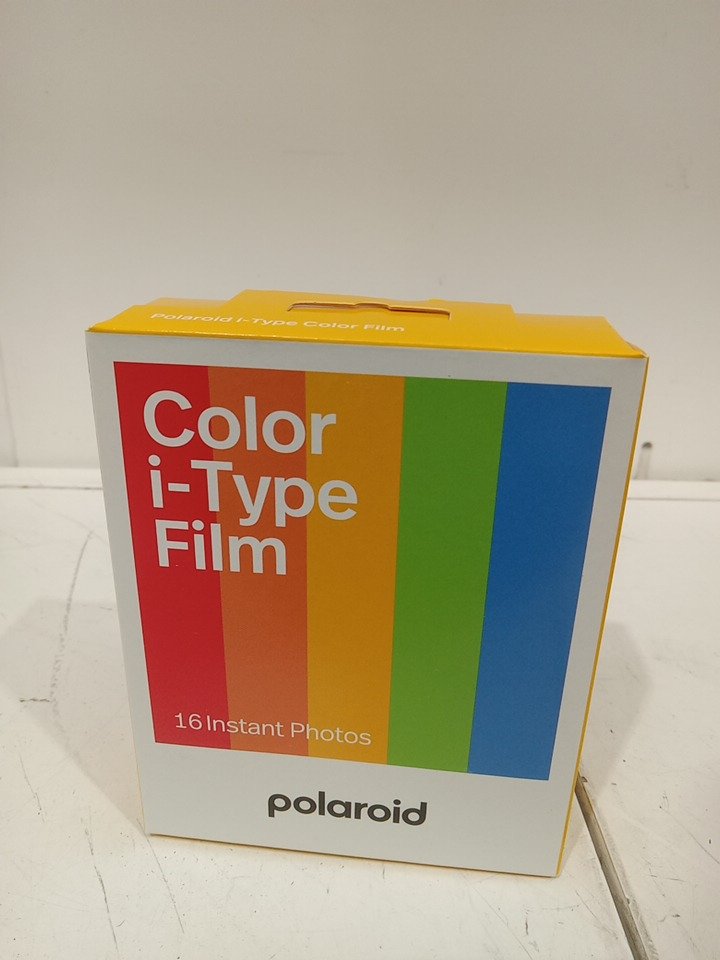 Polaroid i-Type Color Film
Color
i-Type
Film
16 Instant Photos
polaroid